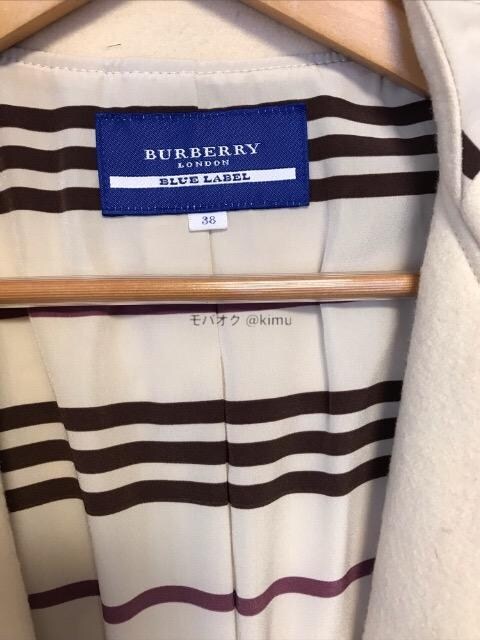 BURBERRY
LONDON
BLUE LABEL
38
モバオク @kimu